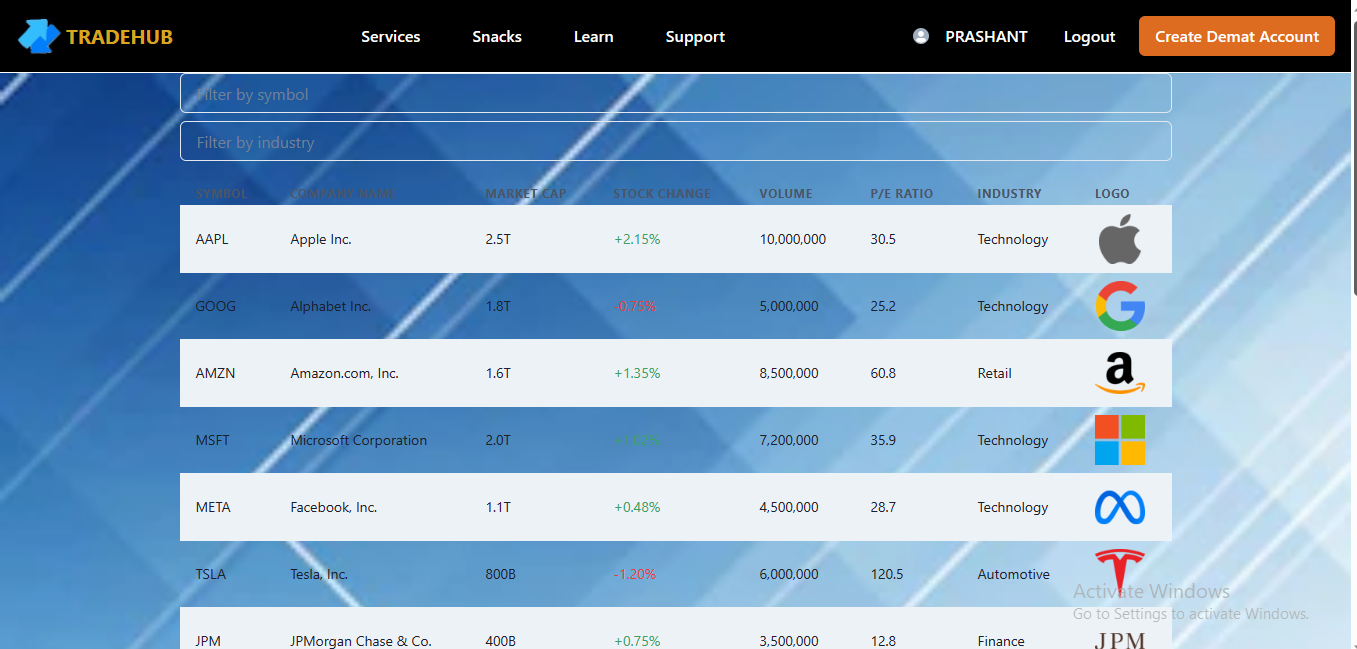 TRADEHUB Services Snacks Learn Support PRASHANT Logout Create Demat Account
Filter by symbol
Filter by industry
SYMBOL COMPANY NAME MARKET CAP STOCK CHANGE VOLUME P/E RATIO INDUSTRY LOGO
AAPL Apple Inc. 2.5T +2.15% 10,000,000 30.5 Technology
GOOG Alphabet Inc. 1.8T -0.75% 5,000,000 25.2 Technology
AMZN Amazon.com, Inc. 1.6T +1.35% 8,500,000 60.8 Retail a
MSFT Microsoft Corporation 2.0T 7,200,000 35.9 Technology
META Facebook, Inc. 1.1T +0.48% 4,500,000 28.7 Technology
TSLA Tesla, Inc. 800B -1.20% 6,000,000 120.5 Automotive
Activate Windows
Go to Settings to activate Windows.
JPM JPMorgan Chase & Co. 400B +0.75% 3,500,000 12.8 Finance JPM